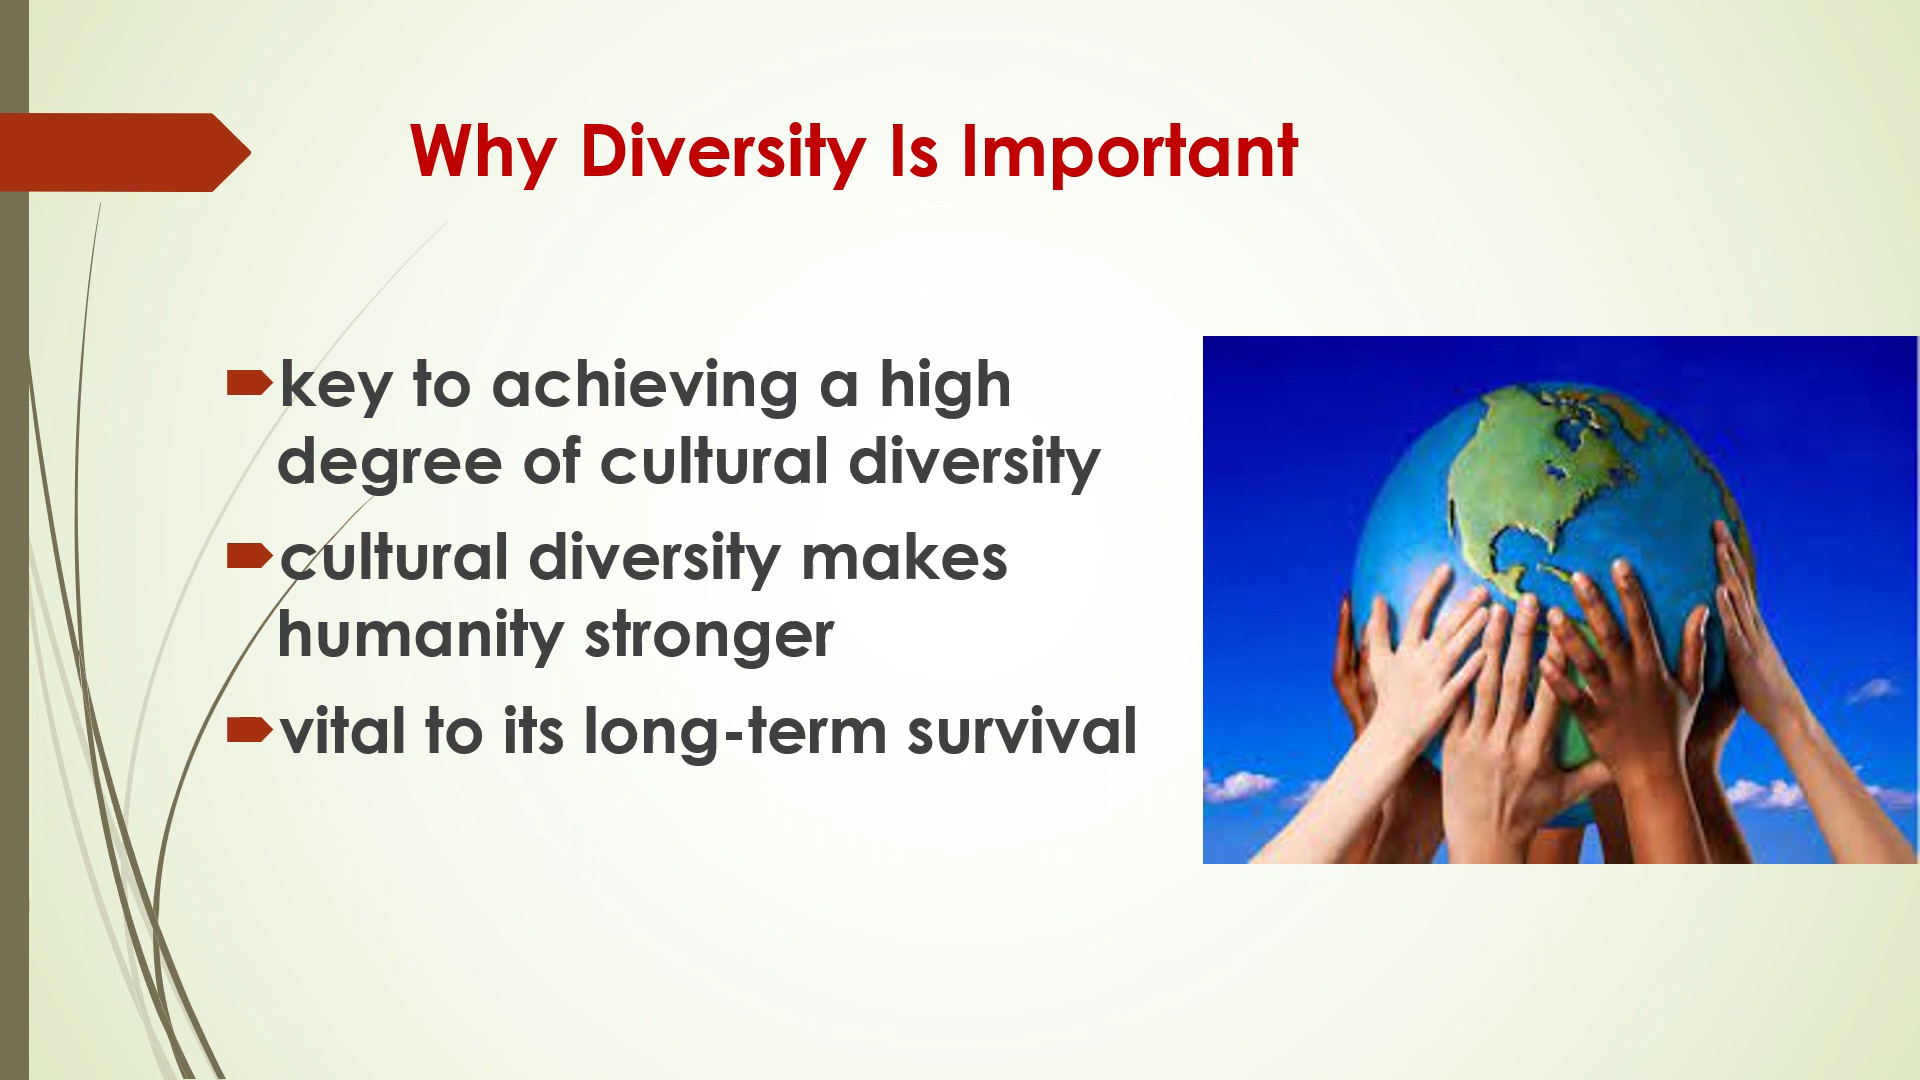 Why Diversity Is Important
key to achieving a high
degree of cultural diversity
cultural diversity makes
humanity stronger
vital to its long-term survival